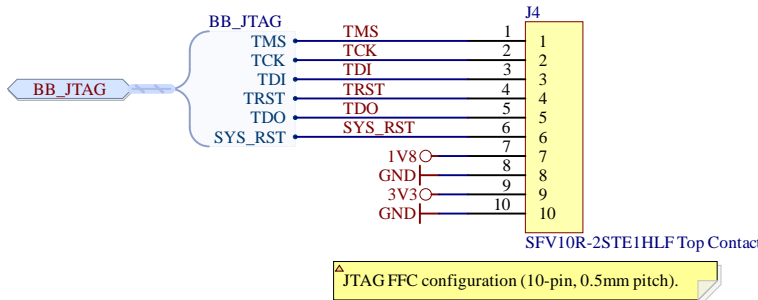 BB_JTAG
BB_JTAG
TMS
TCK
TDI
TRST
TDO
SYS_RST
TMS
TCK
TDI
TRST
TDO
SYS_RST
1V8
GND
3V3
GND
J4
1 1
2 2
3 3
4 4
5 5
6 6
7 7
8 8
9 9
10 10
SFV10R-2STE1HLF Top Contact
JTAG FFC configuration (10-pin, 0.5mm pitch).